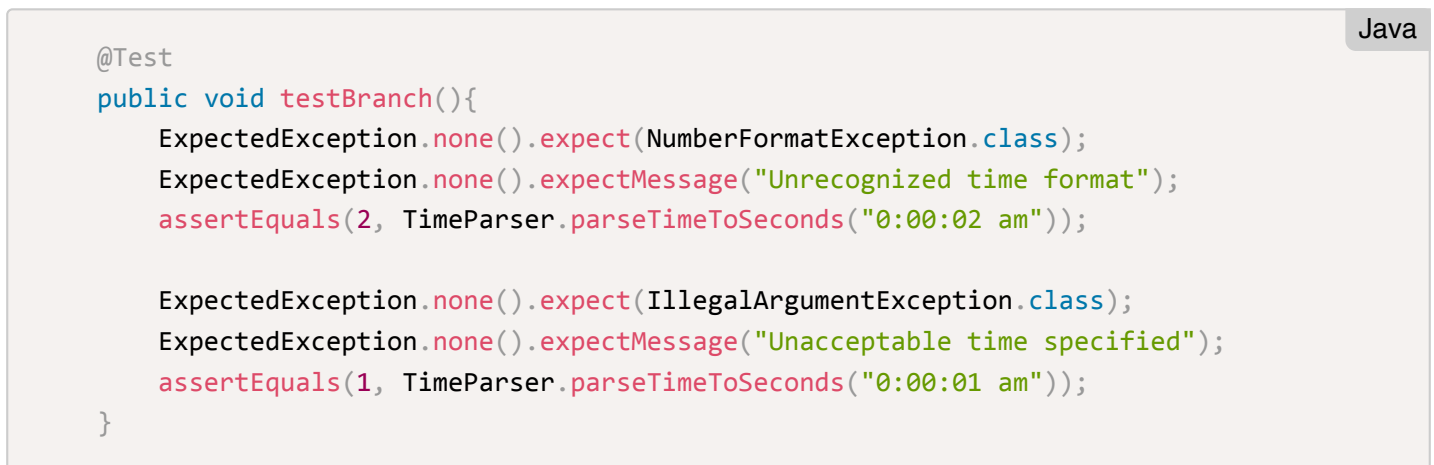 Java
@Test
public void testBranch(){
    ExpectedException.none().expect(NumberFormatException.class);
    ExpectedException.none().expectMessage("Unrecognized time format");
    assertEquals(2, TimeParser.parseTimeToSeconds("0:00:02 am"));

    ExpectedException.none().expect(IllegalArgumentException.class);
    ExpectedException.none().expectMessage("Unacceptable time specified");
    assertEquals(1, TimeParser.parseTimeToSeconds("0:00:01 am"));
}